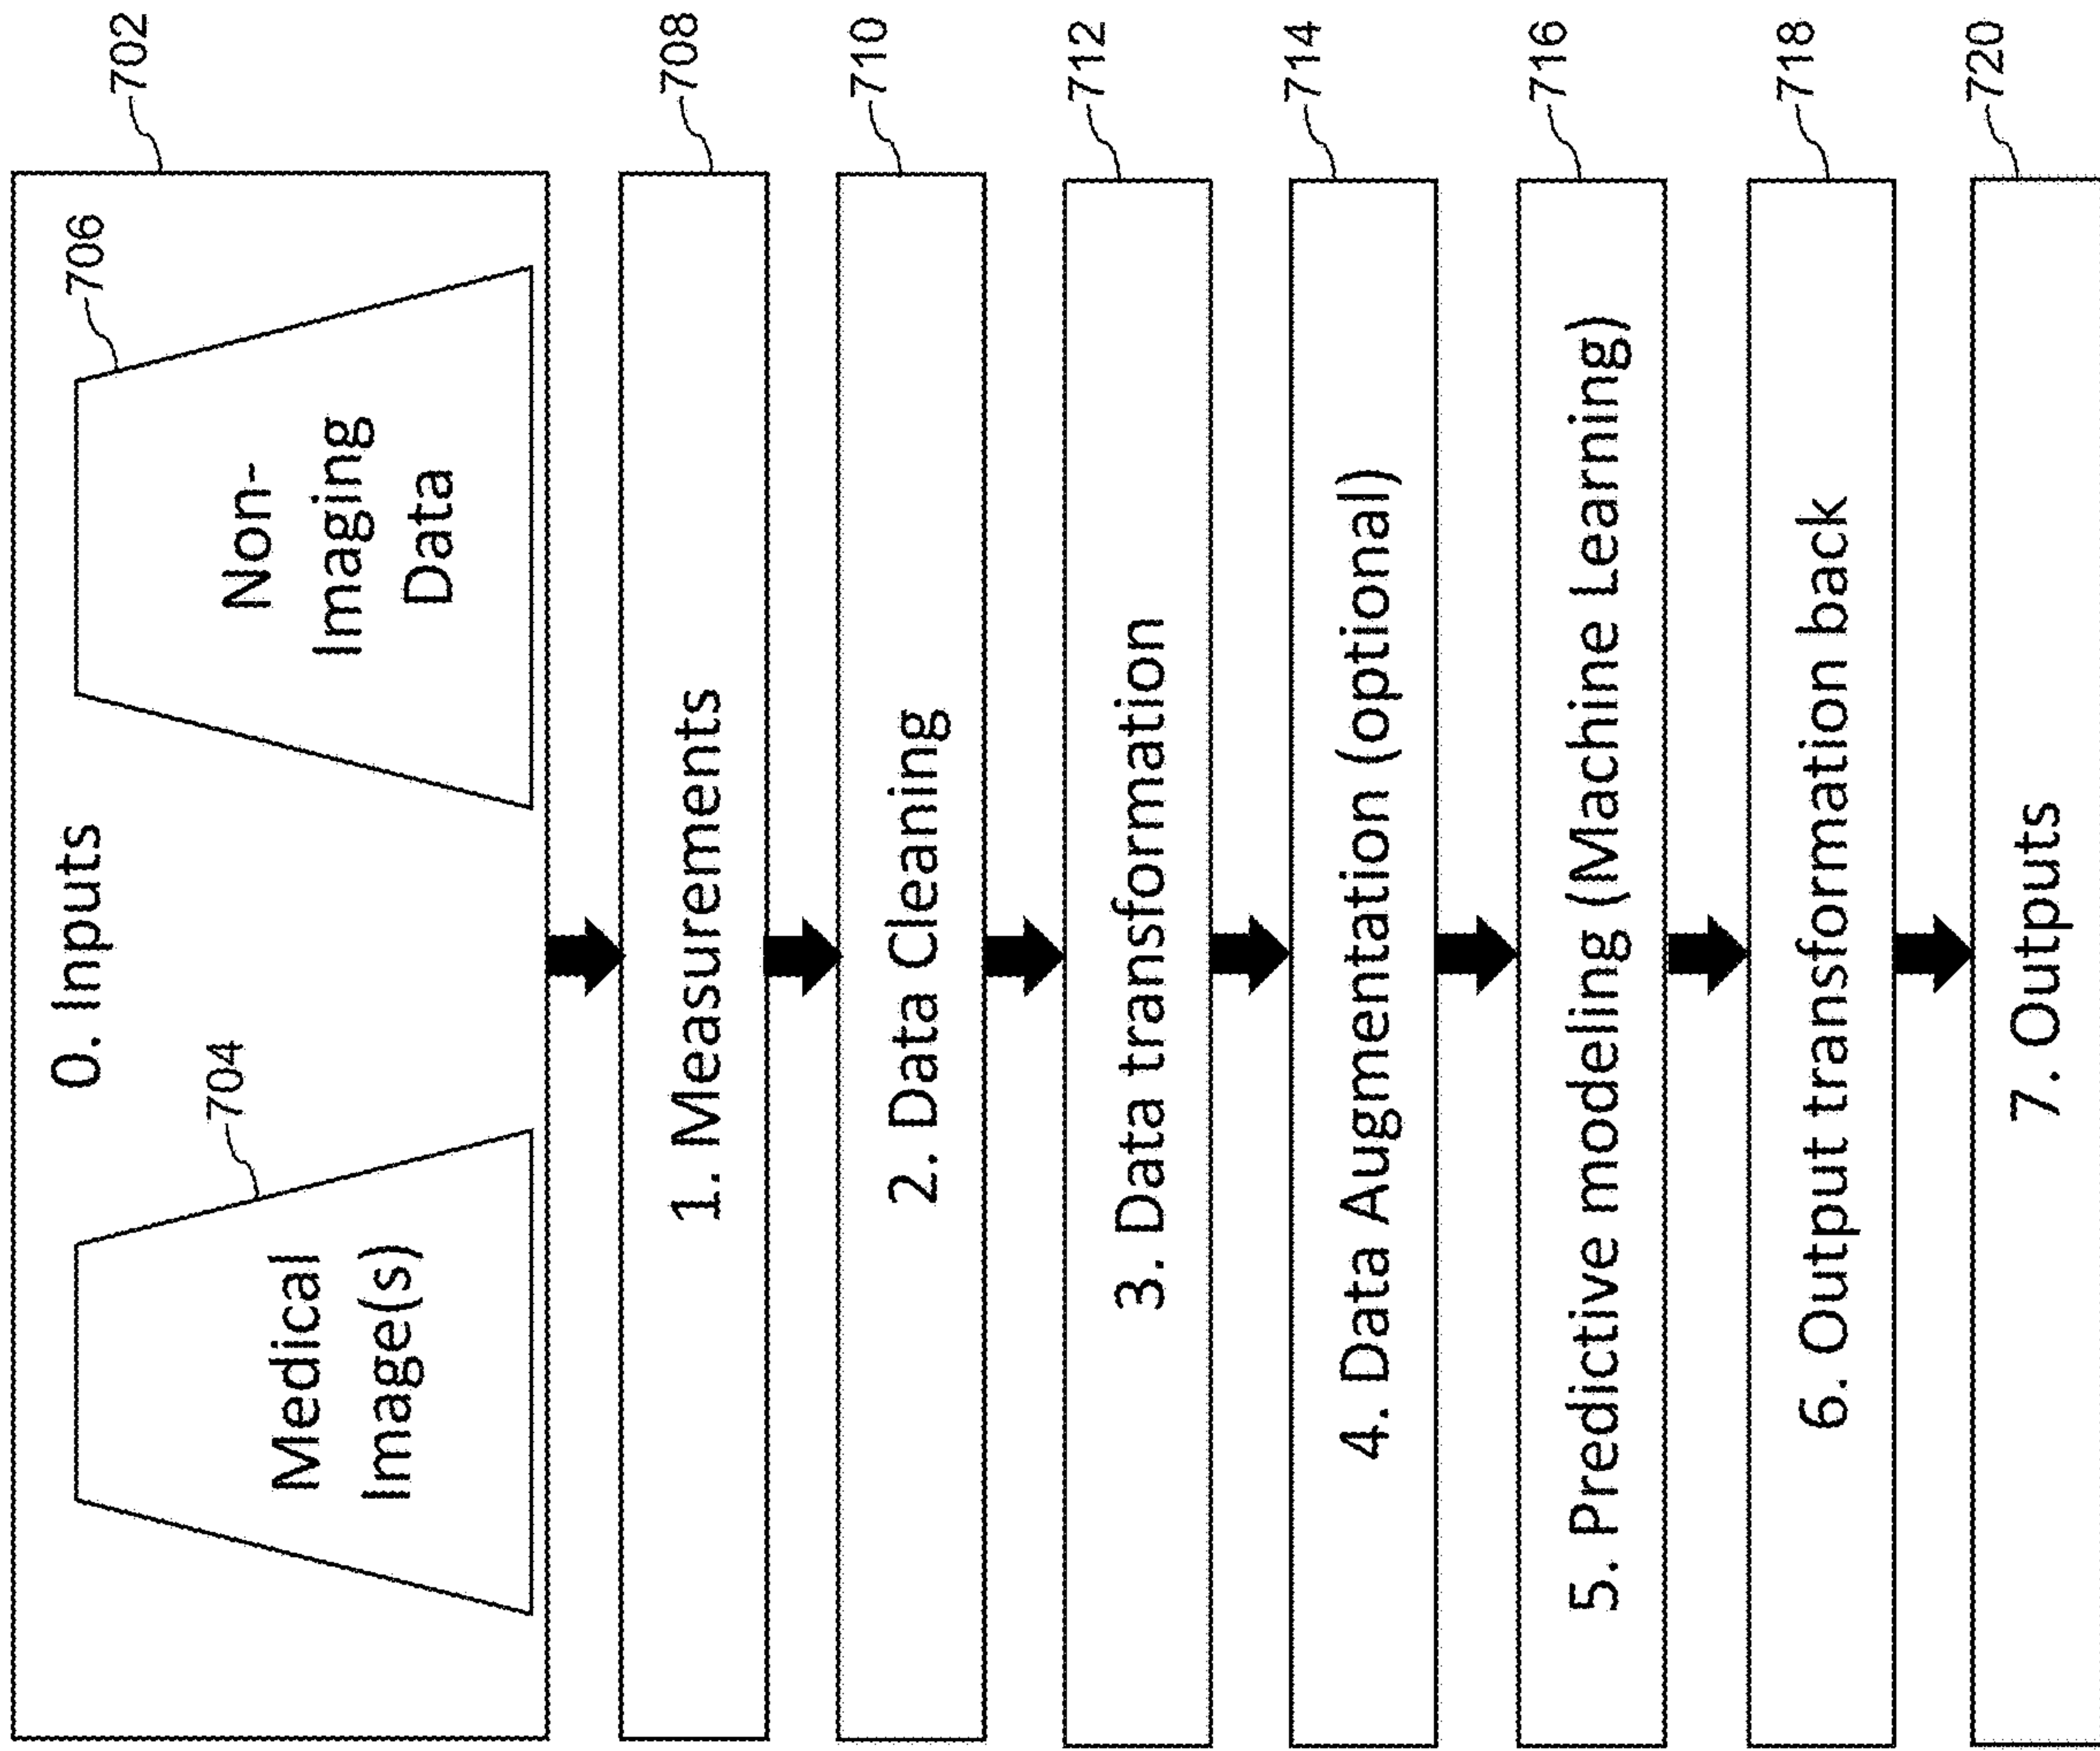 0. Inputs
702
704
Medical
Image(s)
706
Non-
Imaging
Data
1. Measurements
708
2. Data Cleaning
710
3. Data transformation
712
4. Data Augmentation (optional)
714
5. Predictive modeling (Machine Learning)
716
6. Output transformation back
718
7. Outputs
720